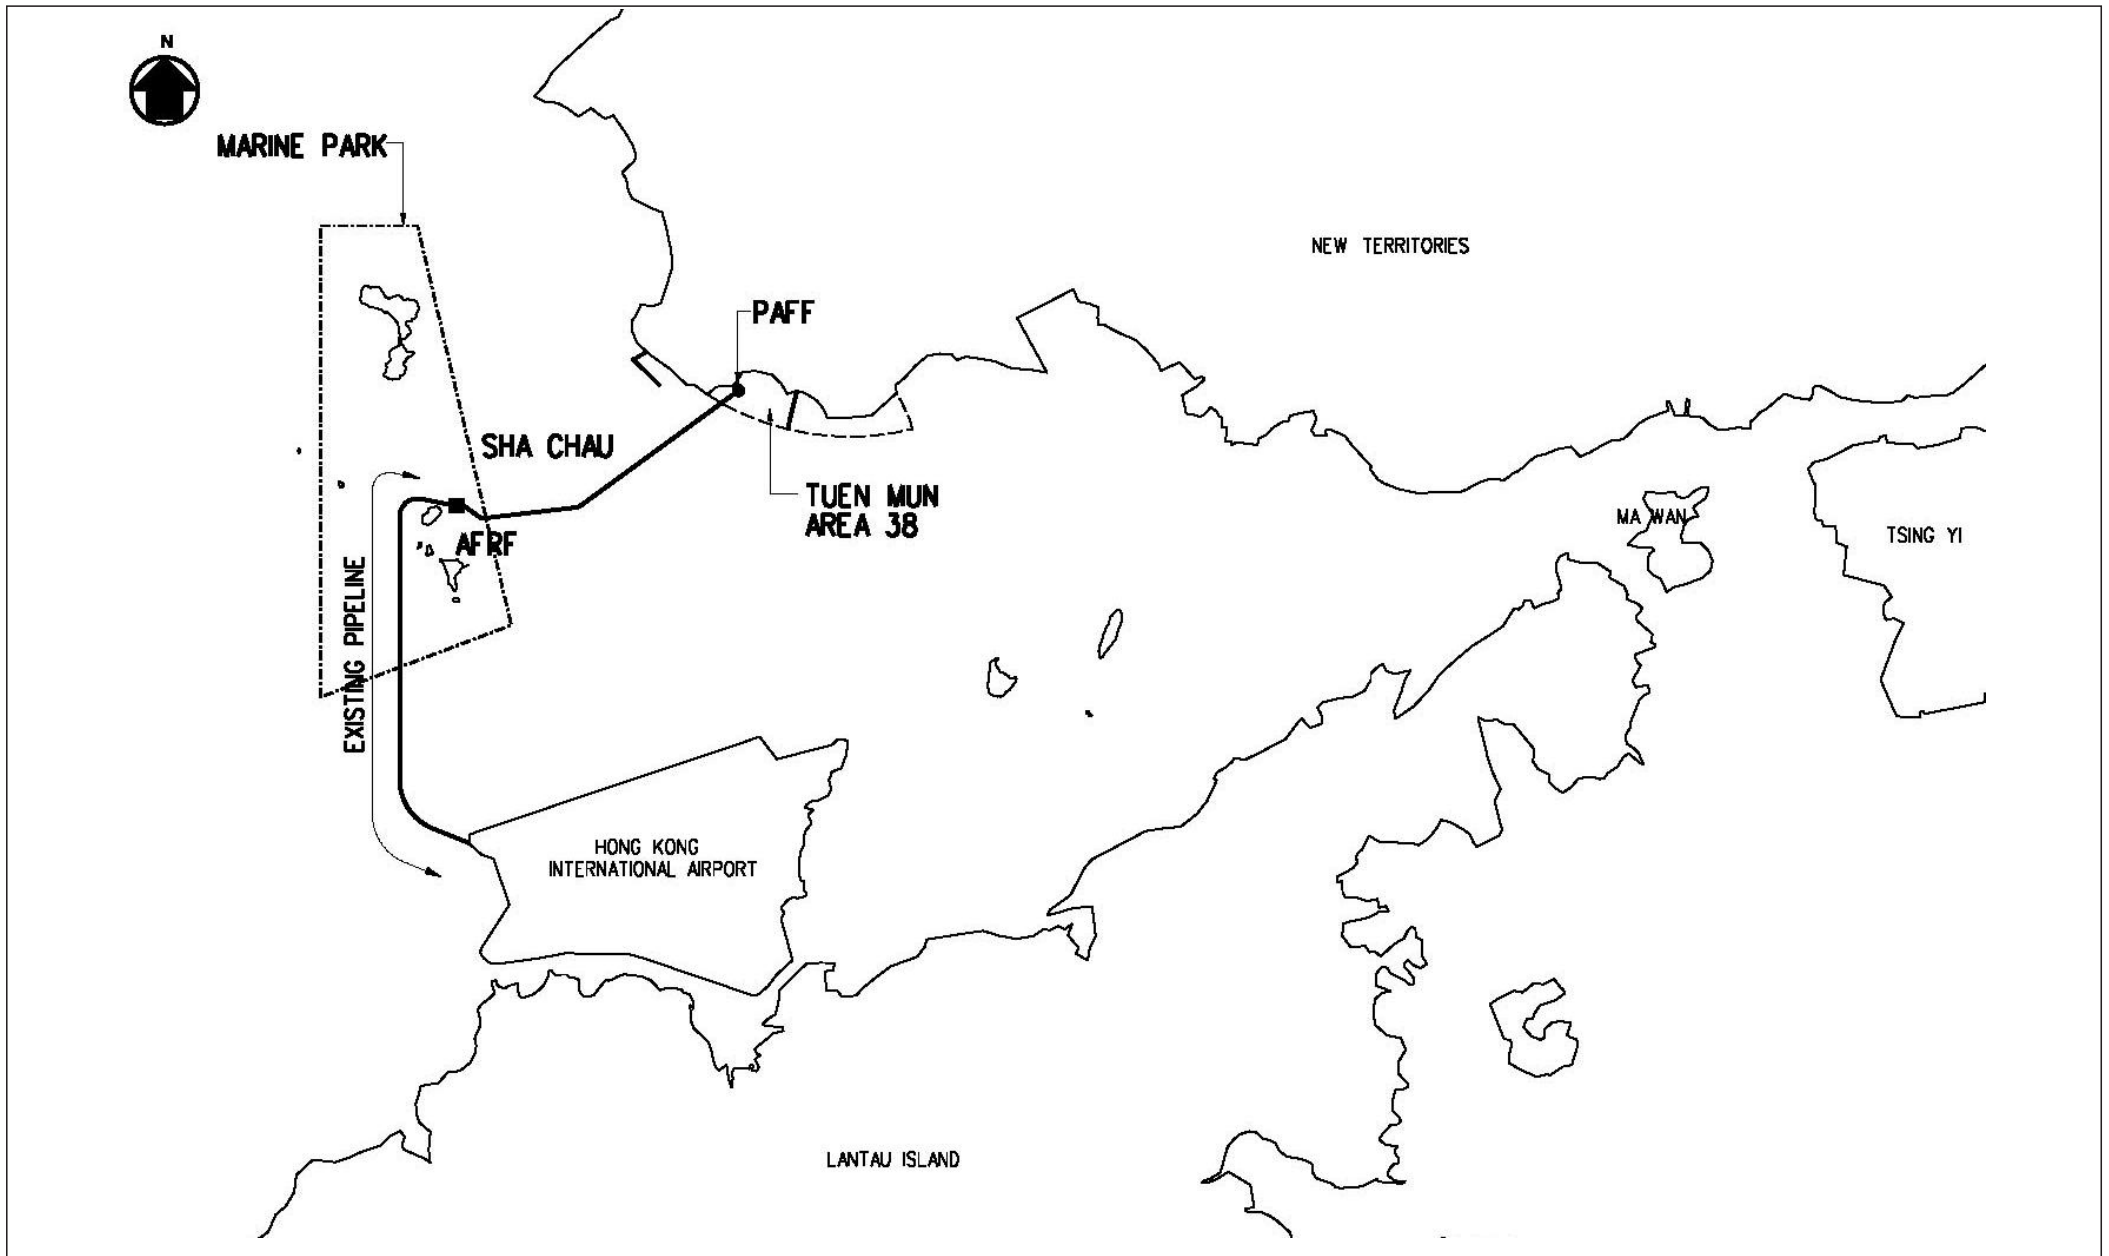 N
MARINE PARK
NEW TERRITORIES
PAFF
SHA CHAU
TUEN MUN
AREA 38
MA WAN
TSING YI
AFRF
EXISTING PIPELINE
HONG KONG
INTERNATIONAL AIRPORT
LANTAU ISLAND